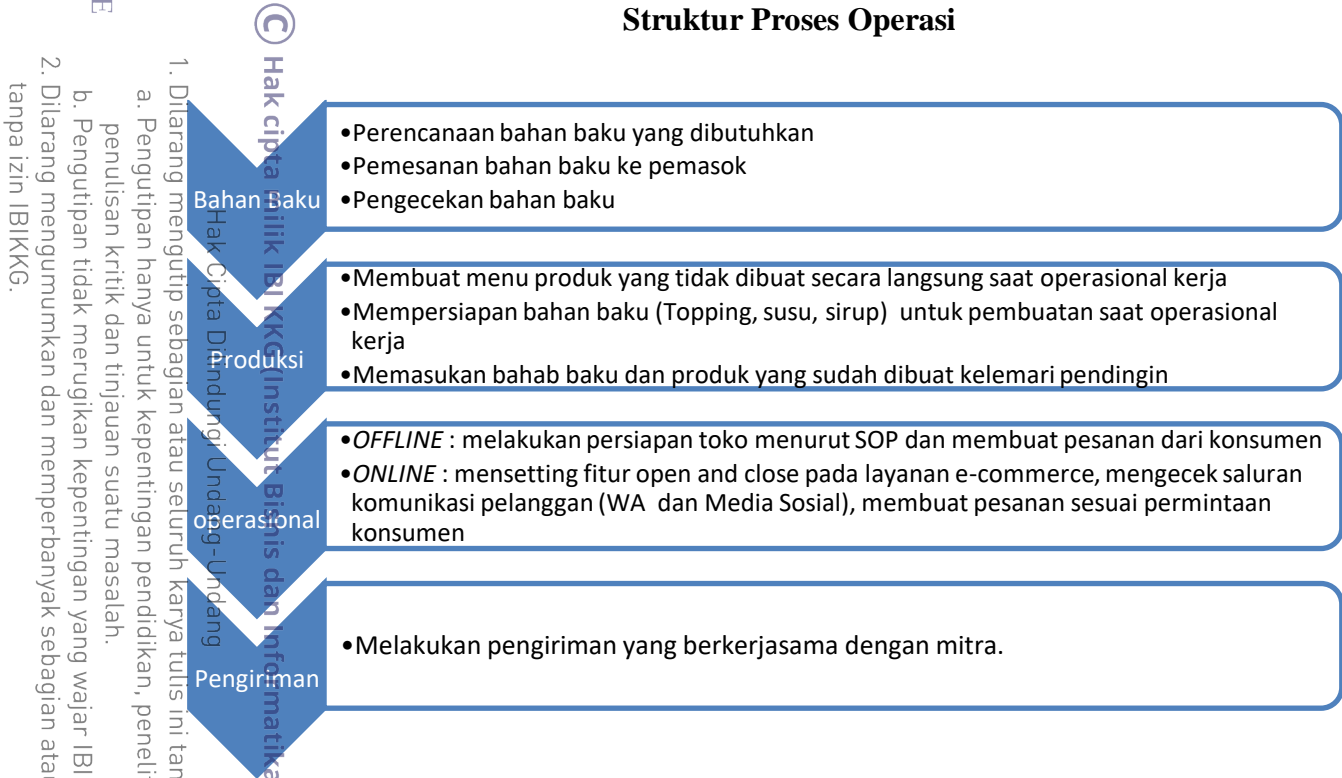 Struktur Proses Operasi
Bahan Baku
•Perencanaan bahan baku yang dibutuhkan
•Pemesanan bahan baku ke pemasok
•Pengecekan bahan baku
Produksi
•Membuat menu produk yang tidak dibuat secara langsung saat operasional kerja
•Mempersiapan bahan baku (Topping, susu, sirup) untuk pembuatan saat operasional
kerja
•Memasukan bahab baku dan produk yang sudah dibuat kelemari pendingin
operasional
•OFFLINE : melakukan persiapan toko menurut SOP dan membuat pesanan dari konsumen
•ONLINE : mensetting fitur open and close pada layanan e-commerce, mengecek saluran
komunikasi pelanggan (WA dan Media Sosial), membuat pesanan sesuai permintaan
konsumen
Pengiriman
•Melakukan pengiriman yang berkerjasama dengan mitra.
© Hak cipta milik IBI KKG (Institut Bisnis dan Informatika
Hak Cipta Dilindungi Undang-Undang
1. Dilarang mengutip sebagian atau seluruh karya tulis ini tan
a. Pengutipan hanya untuk kepentingan pendidikan, penelit
penulisan kritik dan tinjauan suatu masalah.
b. Pengutipan tidak merugikan kepentingan yang wajar IBI
2. Dilarang mengumumkan dan memperbanyak sebagian atau
tanpa izin IBIKKG.